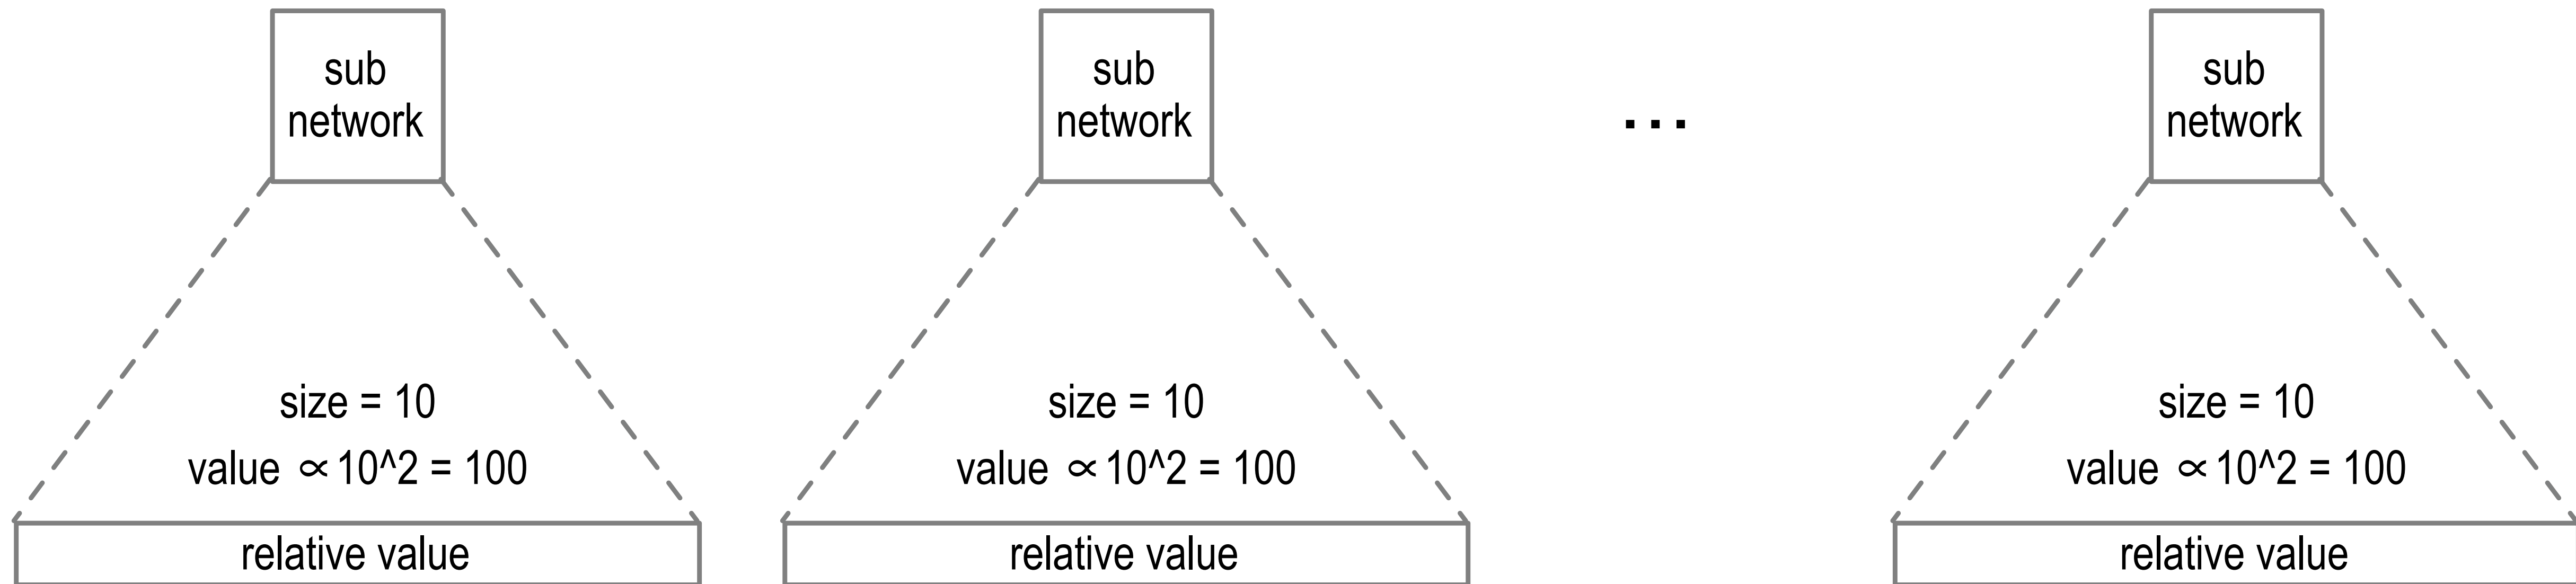 sub
network
size = 10
value ∝ 10^2 = 100
relative value
sub
network
size = 10
value ∝ 10^2 = 100
relative value
...
sub
network
size = 10
value ∝ 10^2 = 100
relative value